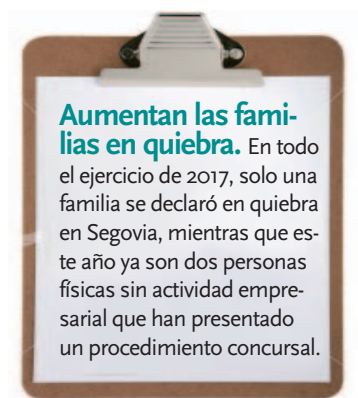 Aumentan las fami-
lias en quiebra. En todo
el ejercicio de 2017, solo una
familia se declaró en quiebra
en Segovia, mientras que es-
te año ya son dos personas
físicas sin actividad empre-
sarial que han presentado
un procedimiento concursal.